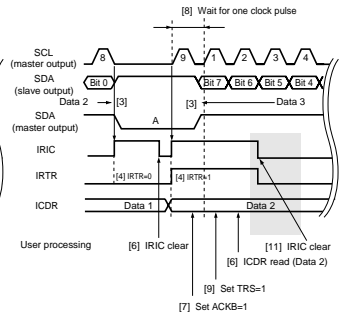 [8] Wait for one clock pulse
SCL
(master output)
8
9
1
2
3
4
SDA
(slave output)
Bit 0
Bit 7
Bit 6
Bit 5
Bit 4
Data 2
[3]
[3]
Data 3
SDA
(master output)
A
IRIC
IRTR
[4] IRTR=0
[4] IRTR=1
ICDR
Data 1
Data 2
User processing
[6] IRIC clear
[11] IRIC clear
[6] ICDR read (Data 2)
[9] Set TRS=1
[7] Set ACKB=1